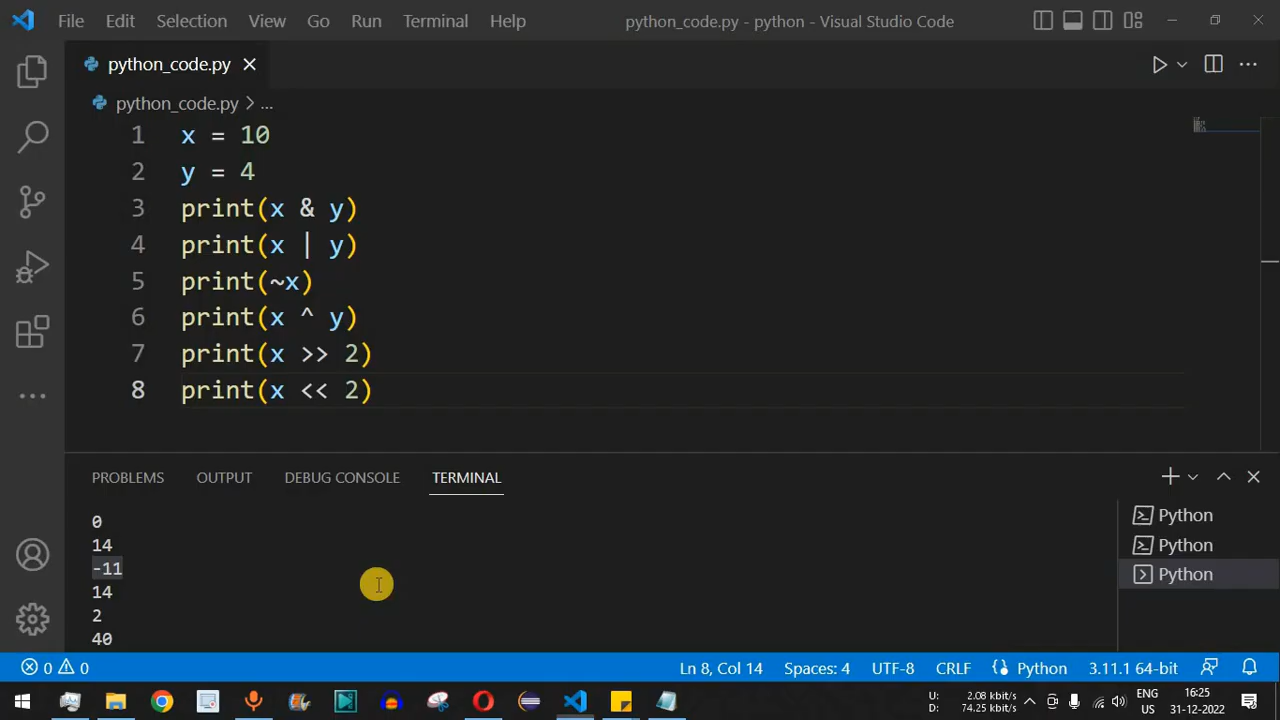 File Edit Selection View Go Run Terminal Help python_code.py - python - Visual Studio Code
python_code.py
python_code.py > ...
1 x = 10
2 y = 4
3 print(x & y)
4 print(x | y)
5 print(~x)
6 print(x ^ y)
7 print(x >> 2)
8 print(x << 2)
PROBLEMS OUTPUT DEBUG CONSOLE TERMINAL
0
14
-11
14
2
40
Python
Python
Python
0 0 Ln 8, Col 14 Spaces: 4 UTF-8 CRLF Python 3.11.1 64-bit
U: 2.08 kbit/s
D: 74.25 kbit/s
ENG
US
16:25
31-12-2022